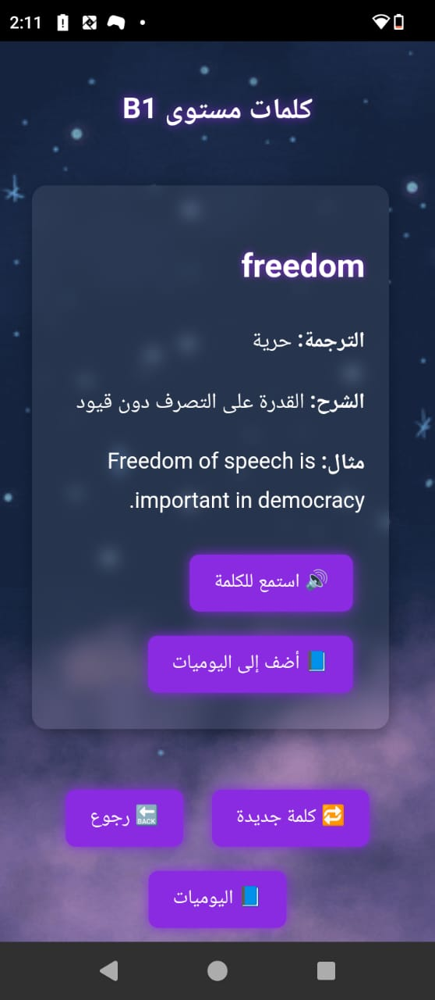 2:11
كلمات مستوى B1
freedom
الترجمة: حرية
الشرح: القدرة على التصرف دون قيود
مثال: Freedom of speech is
important in democracy.
🔊 استمع للكلمة
📘 أضف إلى اليوميات
🔁 كلمة جديدة
🔙 رجوع
📘 اليوميات